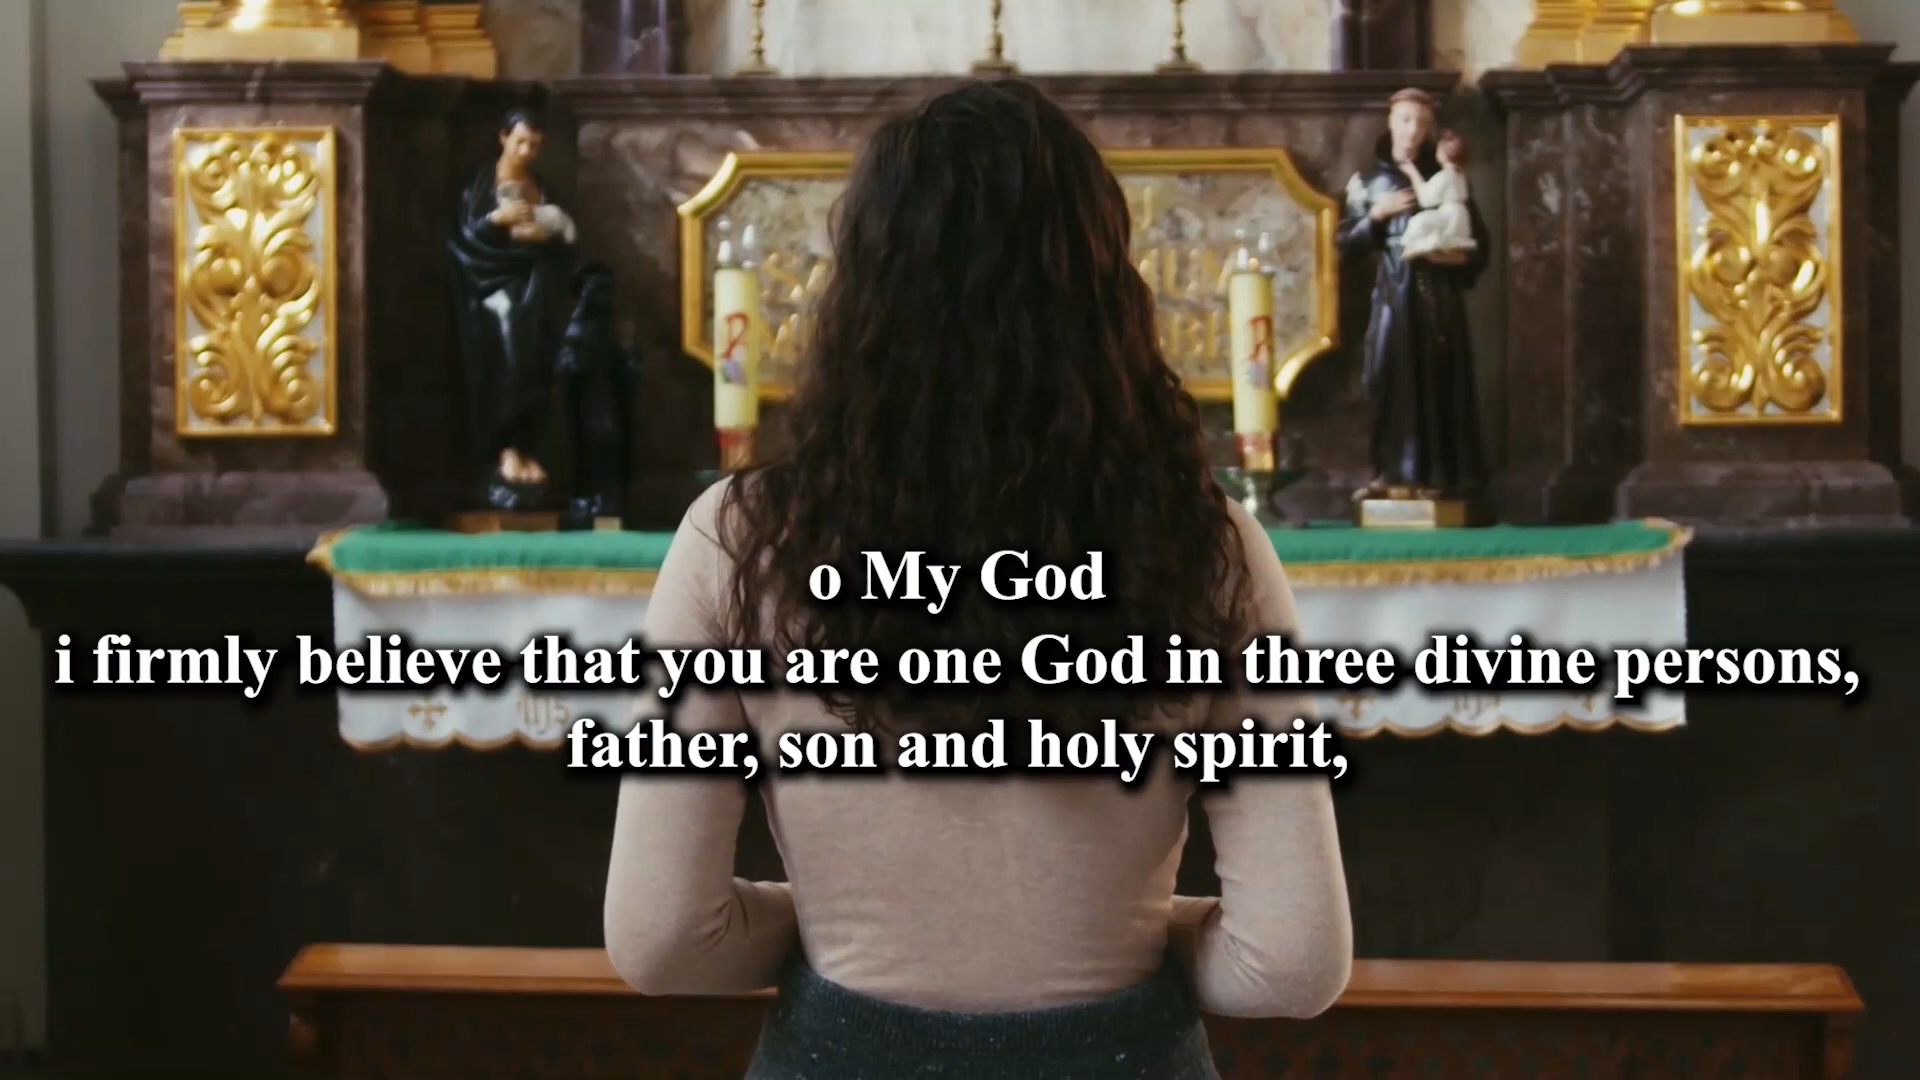 o My God
i firmly believe that you are one God in three divine persons,
father, son and holy spirit,